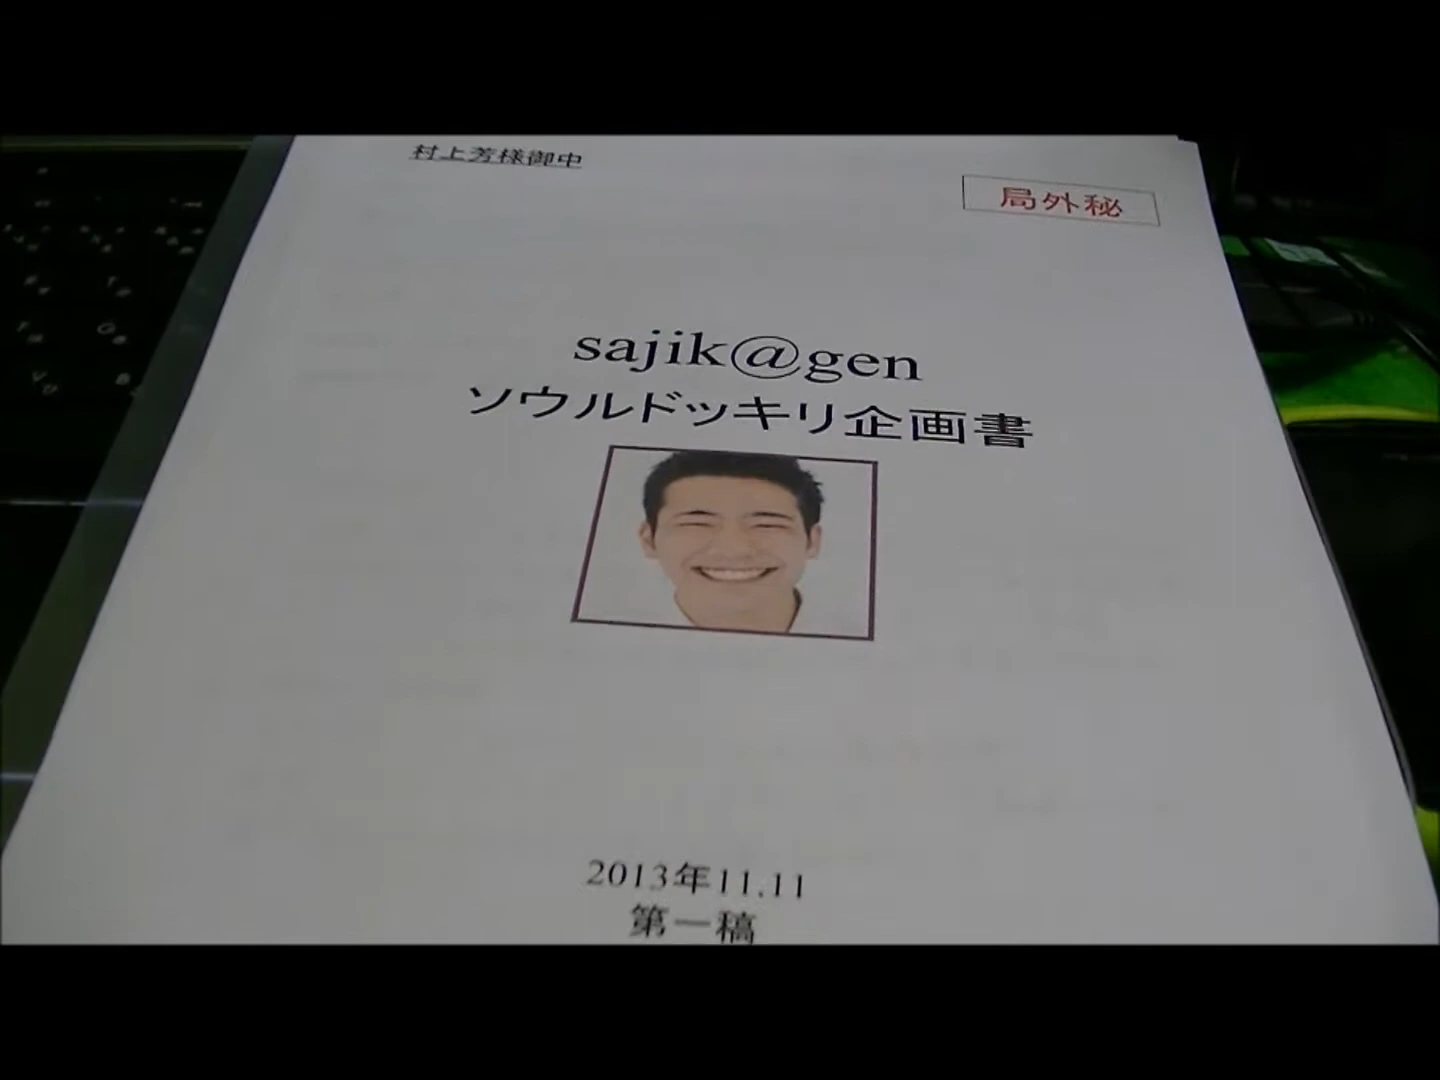 村上芳様御中
局外秘
sajik@gen
ソウルドッキリ企画書
2013年11.11
第一稿